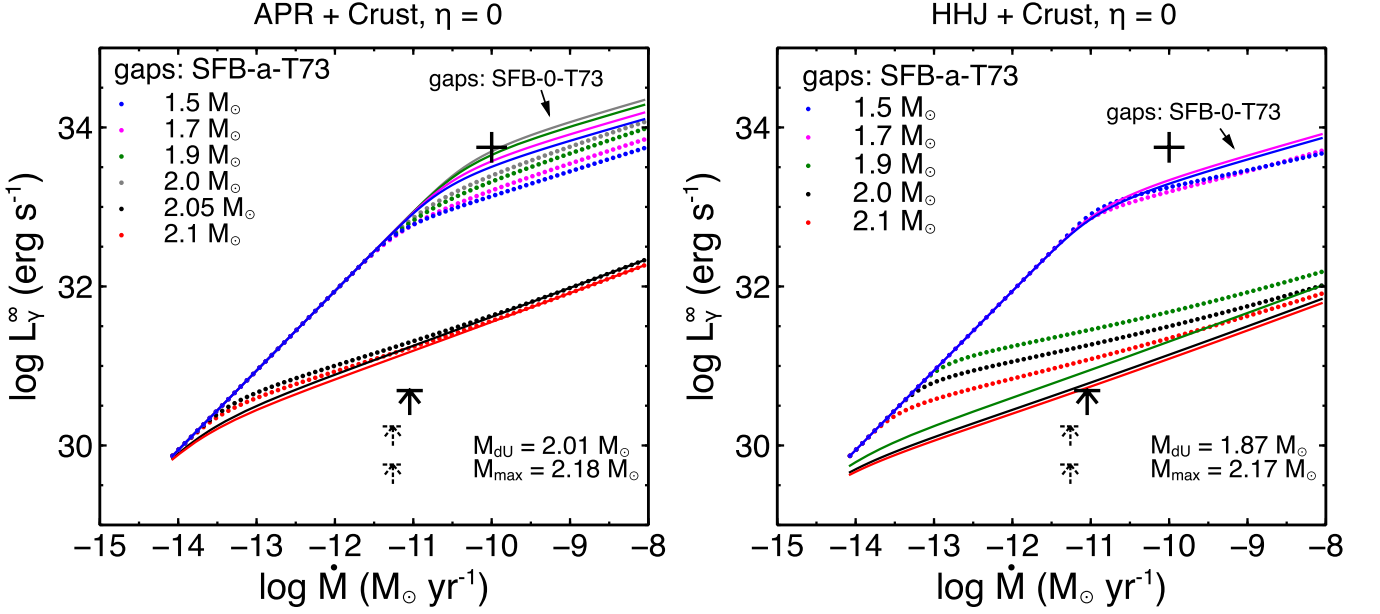 APR + Crust, η = 0
gaps: SFB-a-T73
gaps: SFB-0-T73
1.5 M⊙
1.7 M⊙
1.9 M⊙
2.0 M⊙
2.05 M⊙
2.1 M⊙
34
32
30
log L∞γ (erg s-1)
MdU = 2.01 M⊙
Mmax = 2.18 M⊙
−15 −14 −13 −12 −11 −10 −9 −8
log Ṁ (M⊙ yr-1)
HHJ + Crust, η = 0
gaps: SFB-a-T73
gaps: SFB-0-T73
1.5 M⊙
1.7 M⊙
1.9 M⊙
2.0 M⊙
2.1 M⊙
34
32
30
log L∞γ (erg s-1)
MdU = 1.87 M⊙
Mmax = 2.17 M⊙
−15 −14 −13 −12 −11 −10 −9 −8
log Ṁ (M⊙ yr-1)